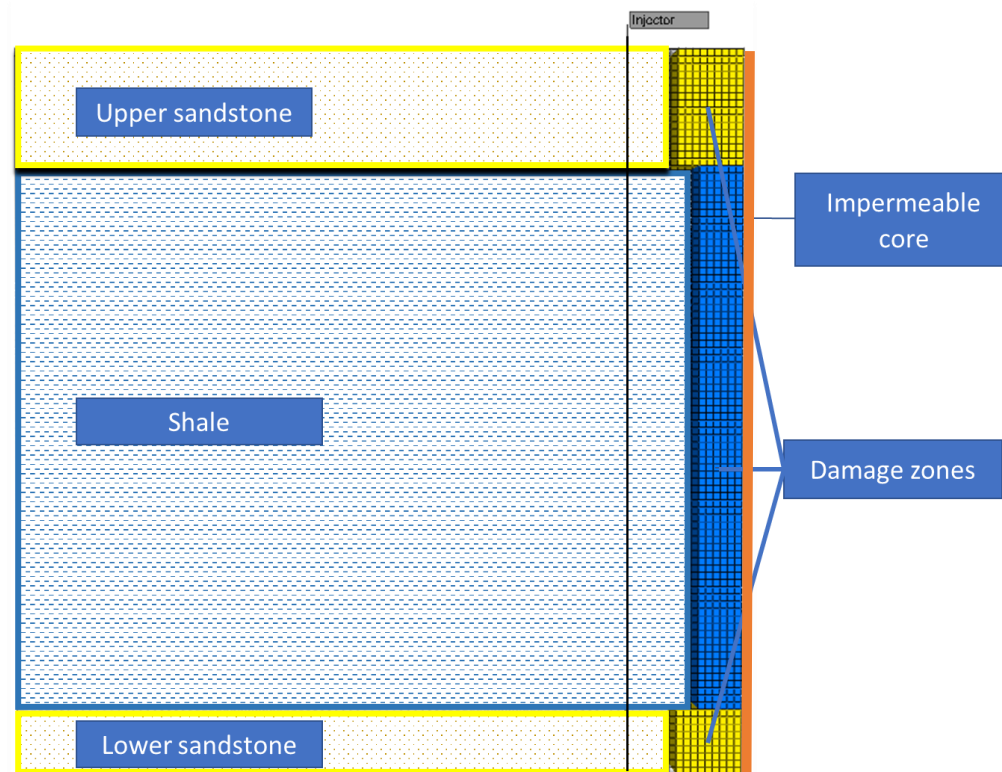 Injector
Upper sandstone
Impermeable
core
Shale
Damage zones
Lower sandstone